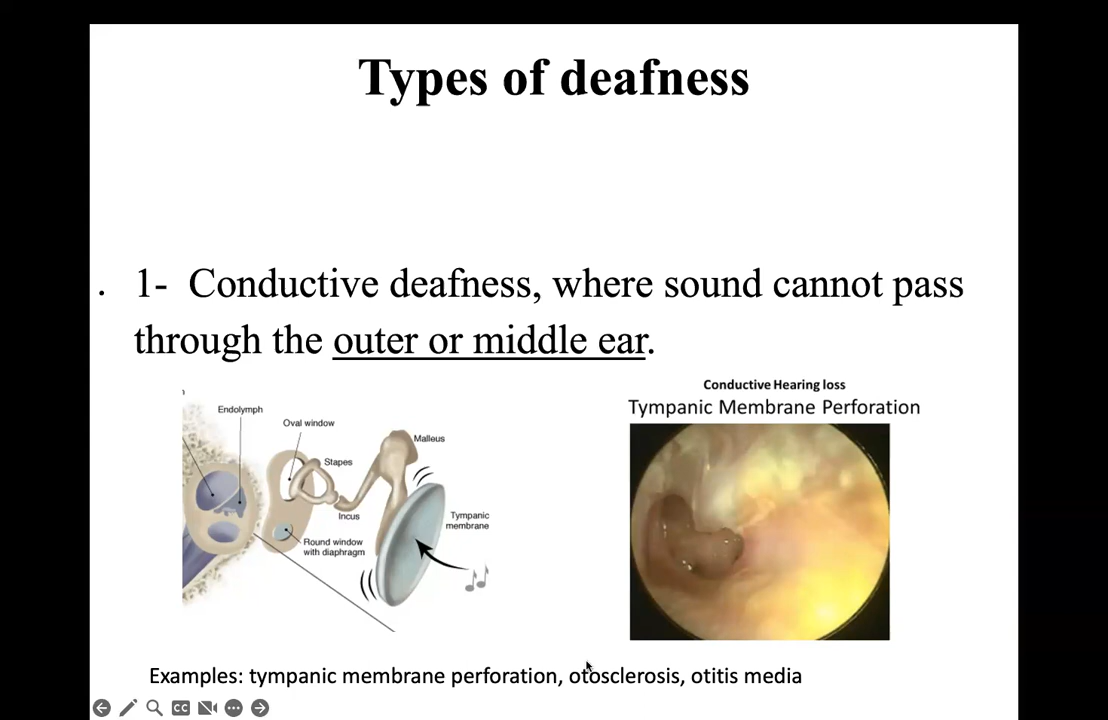 Types of deafness
. 1- Conductive deafness, where sound cannot pass
through the outer or middle ear.
Endolymph
Oval window
Malleus
Stapes
Incus
Tympanic
membrane
Round window
with diaphragm
Conductive Hearing loss
Tympanic Membrane Perforation
Examples: tympanic membrane perforation, otosclerosis, otitis media
CC